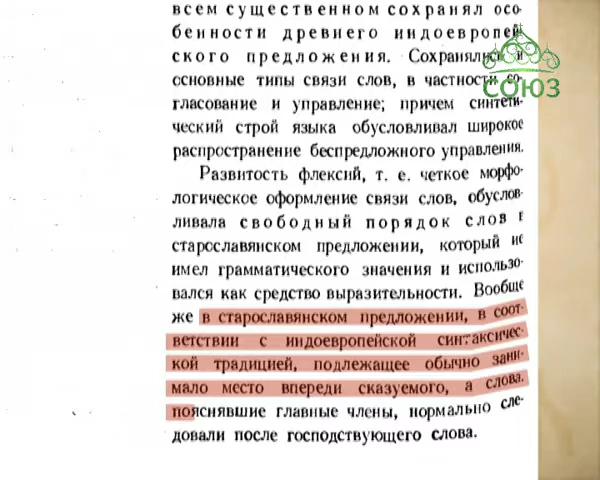 всем существенном сохранял осо-
бенности древнего индоевропей-
ского предложения. Сохранялись и
основные типы связи слов, в частности со-
гласование и управление; причем синтети-
ческий строй языка обусловливал широкое
распространение беспредложного управления.
Развитость флексий, т. е. четкое морфо-
логическое оформление связи слов, обуслов-
ливала свободный порядок слов в
старославянском предложении, который не
имел грамматического значения и использо-
вался как средство выразительности. Вообще
же в старославянском предложении, в соот-
ветствии с индоевропейской синтаксичес-
кой традицией, подлежащее обычно зани-
мало место впереди сказуемого, а слова,
пояснявшие главные члены, нормально сле-
довали после господствующего слова.
СОЮЗ